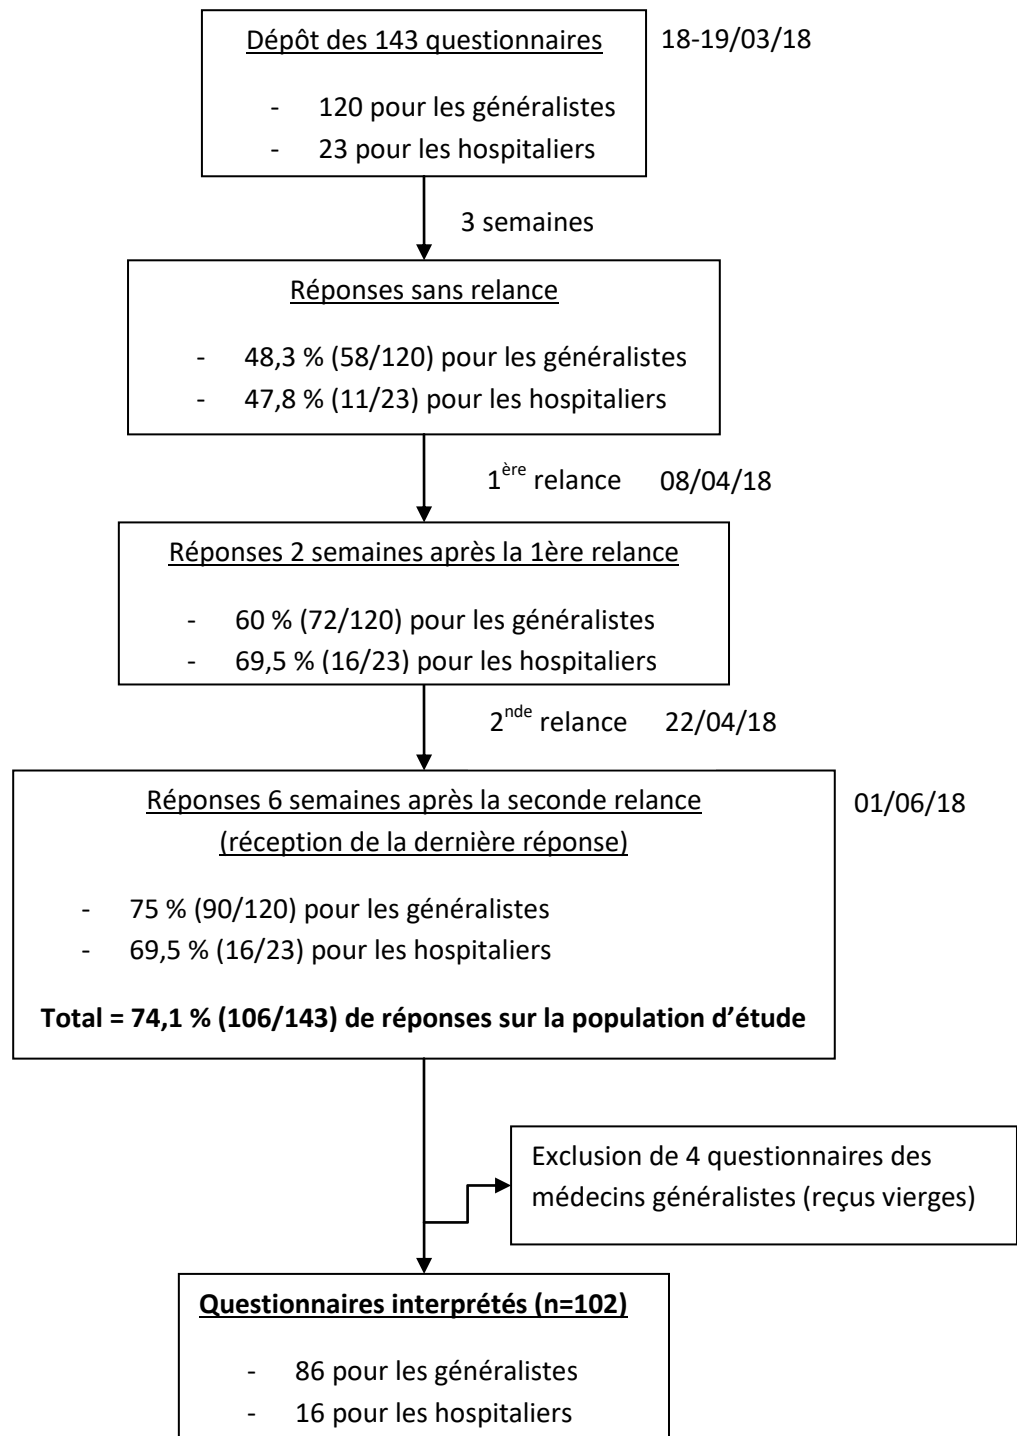 Dépôt des 143 questionnaires
18-19/03/18
- 120 pour les généralistes
- 23 pour les hospitaliers
3 semaines
Réponses sans relance
- 48,3 % (58/120) pour les généralistes
- 47,8 % (11/23) pour les hospitaliers
1ère relance 08/04/18
Réponses 2 semaines après la 1ère relance
- 60 % (72/120) pour les généralistes
- 69,5 % (16/23) pour les hospitaliers
2nde relance 22/04/18
Réponses 6 semaines après la seconde relance
01/06/18
(réception de la dernière réponse)
- 75 % (90/120) pour les généralistes
- 69,5 % (16/23) pour les hospitaliers
Total = 74,1 % (106/143) de réponses sur la population d’étude
Exclusion de 4 questionnaires des
médecins généralistes (reçus vierges)
Questionnaires interprétés (n=102)
- 86 pour les généralistes
- 16 pour les hospitaliers